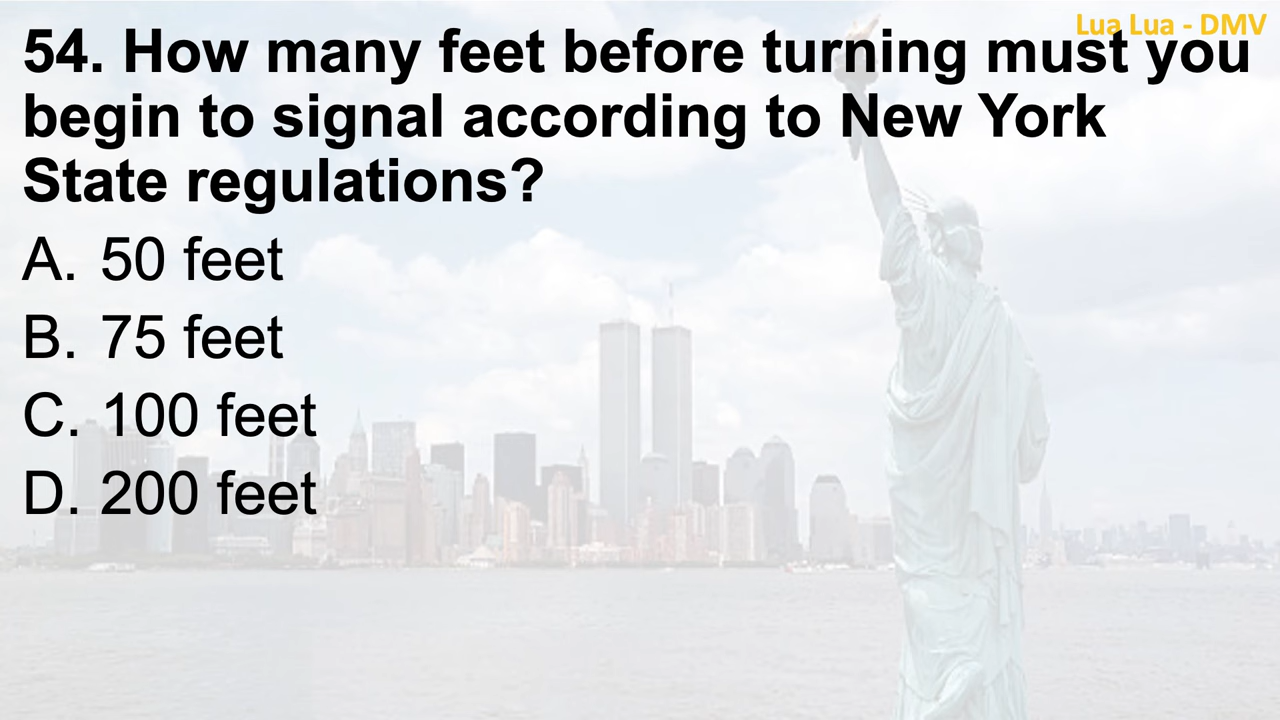 Lua Lua - DMV
54. How many feet before turning must you
begin to signal according to New York
State regulations?
A. 50 feet
B. 75 feet
C. 100 feet
D. 200 feet